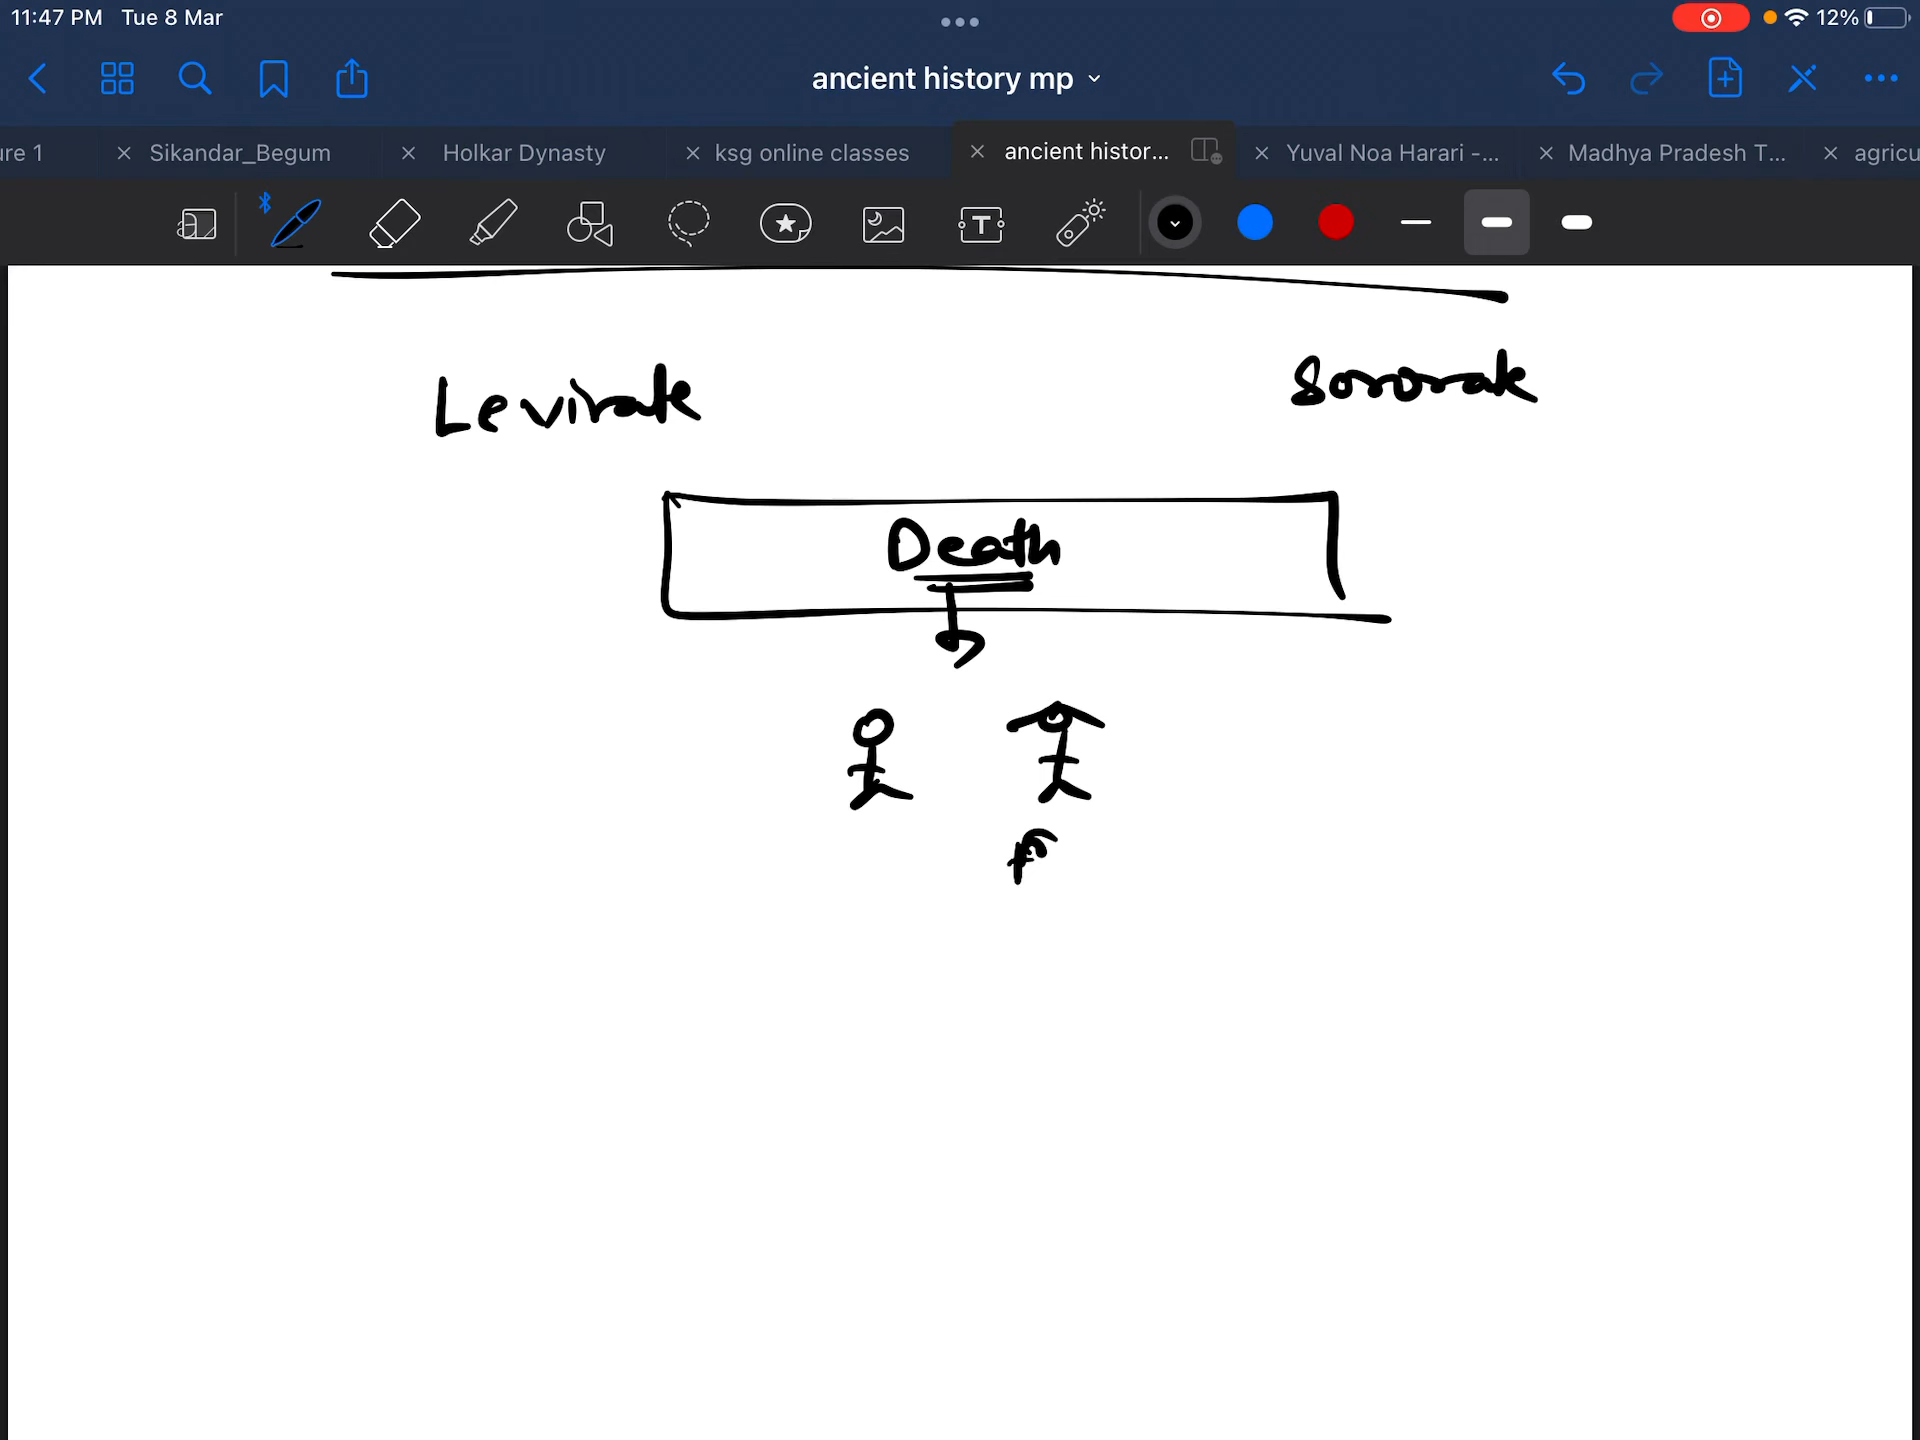 11:47 PM Tue 8 Mar 12%
ancient history mp
ure 1 Sikandar_Begum Holkar Dynasty ksg online classes ancient histor... Yuval Noa Harari -... Madhya Pradesh T... agricu
T
Levirate Sororate
Death